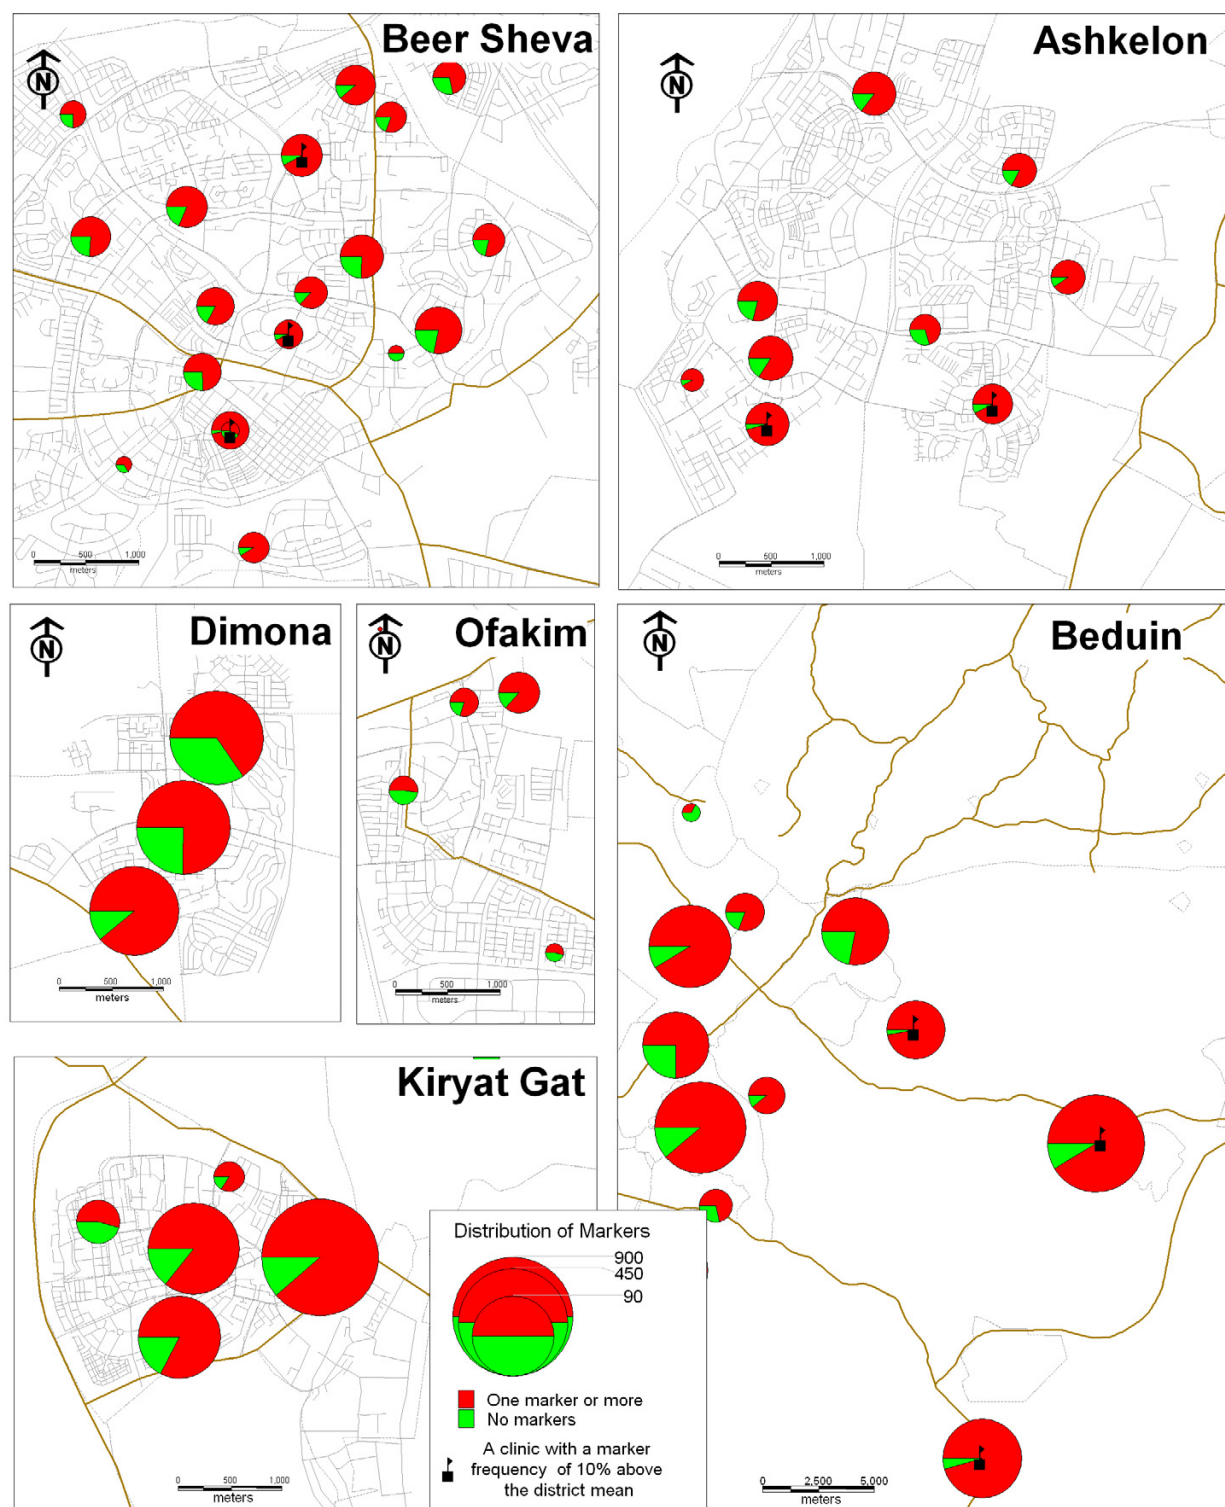 Beer Sheva
N
0 500 1,000
meters
Ashkelon
N
0 500 1,000
meters
Dimona
N
0 500 1,000
meters
Ofakim
N
0 500 1,000
meters
Beduin
N
0 2,500 5,000
meters
Kiryat Gat
0 500 1,000
meters
Distribution of Markers
900
450
90
One marker or more
No markers
A clinic with a marker
frequency of 10% above
the district mean